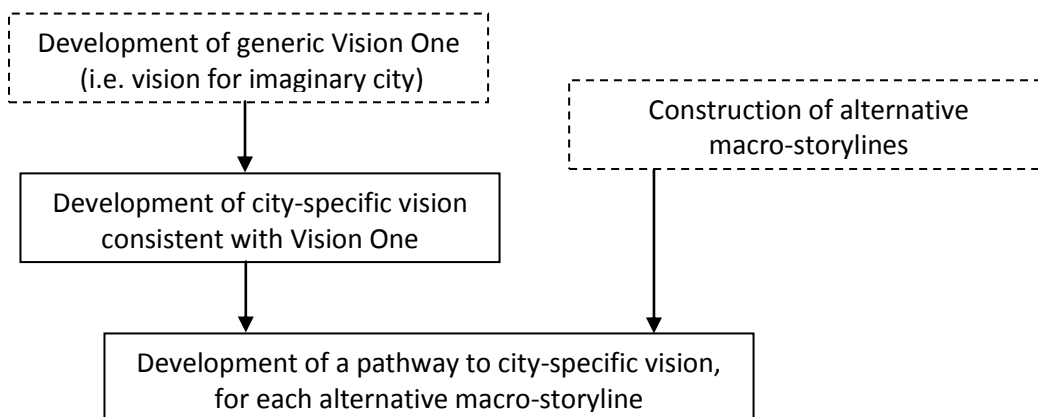 Development of generic Vision One
(i.e. vision for imaginary city)
Construction of alternative
macro-storylines
Development of city-specific vision
consistent with Vision One
Development of a pathway to city-specific vision,
for each alternative macro-storyline